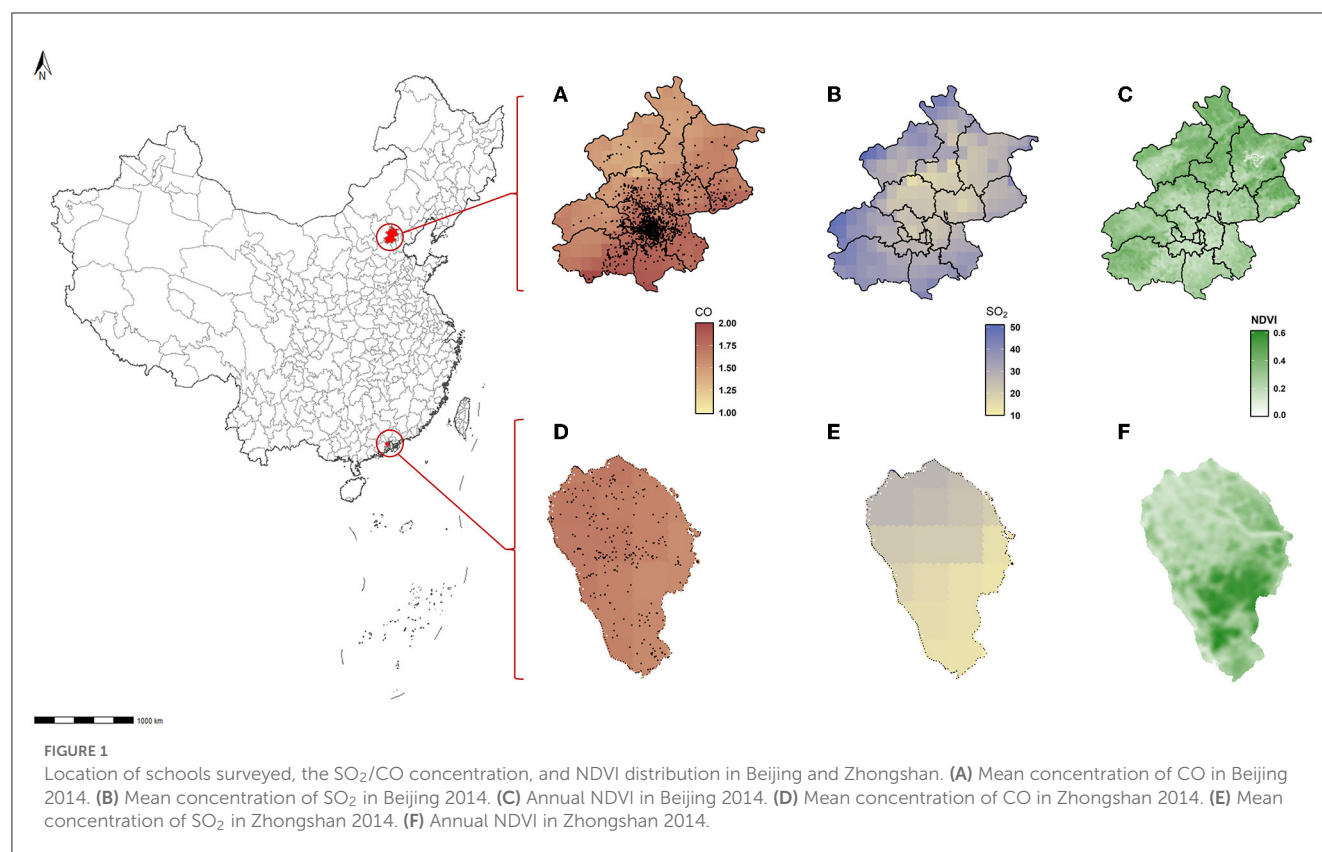 N
A
B
C
CO
2.00
1.75
1.50
1.25
1.00
SO₂
50
40
30
20
10
NDVI
0.6
0.4
0.2
0.0
D
E
F
1000 km
FIGURE 1
Location of schools surveyed, the SO₂/CO concentration, and NDVI distribution in Beijing and Zhongshan. (A) Mean concentration of CO in Beijing
2014. (B) Mean concentration of SO₂ in Beijing 2014. (C) Annual NDVI in Beijing 2014. (D) Mean concentration of CO in Zhongshan 2014. (E) Mean
concentration of SO₂ in Zhongshan 2014. (F) Annual NDVI in Zhongshan 2014.